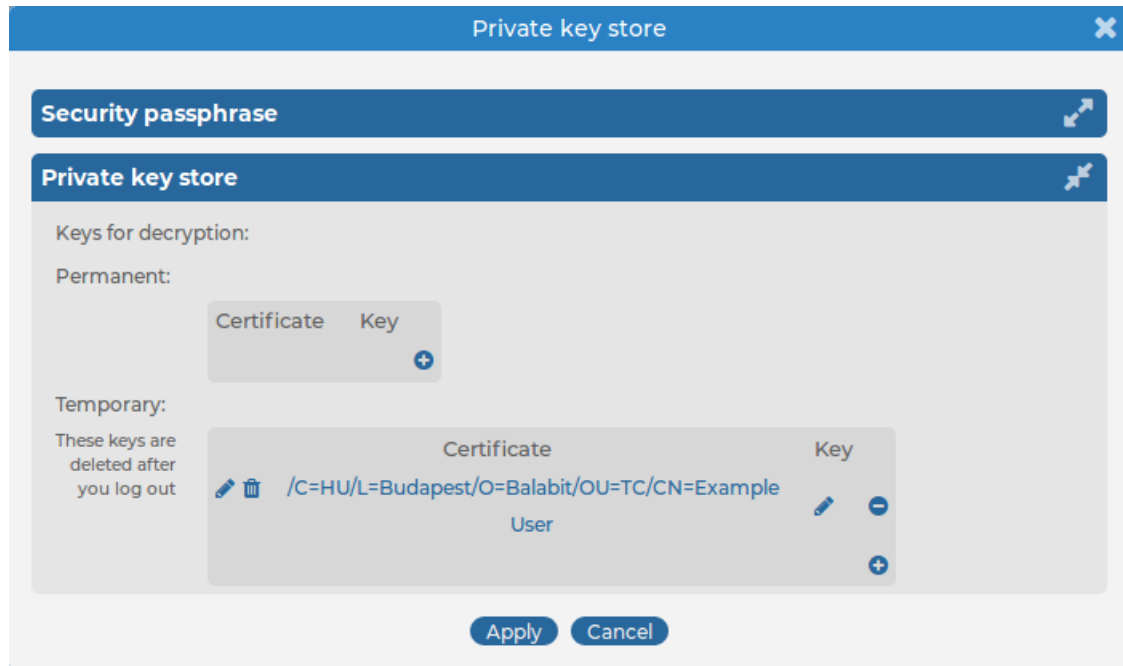 Private key store
Security passphrase
Private key store
Keys for decryption:
Permanent:
Certificate Key
Temporary:
These keys are
deleted after
you log out
Certificate Key
/C=HU/L=Budapest/O=Balabit/OU=TC/CN=Example
User
Apply Cancel